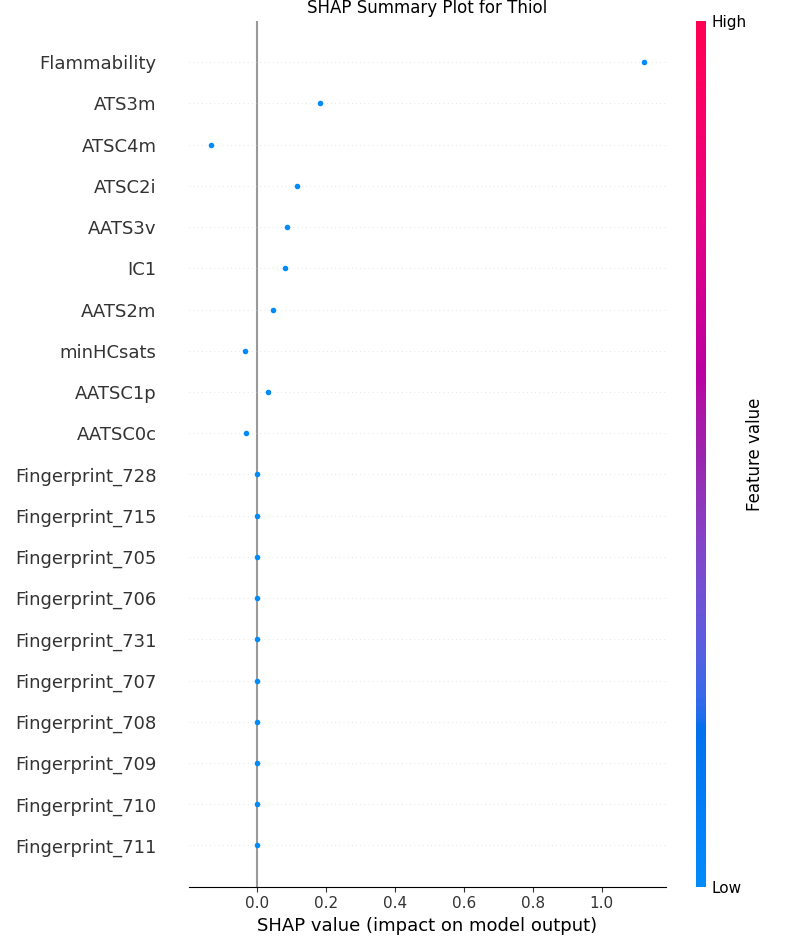 SHAP Summary Plot for Thiol
High
Flammability
ATS3m
ATSC4m
ATSC2i
AATS3v
IC1
AATS2m
minHCsats
AATSC1p
AATSC0c
Fingerprint_728
Fingerprint_715
Fingerprint_705
Fingerprint_706
Fingerprint_731
Fingerprint_707
Fingerprint_708
Fingerprint_709
Fingerprint_710
Fingerprint_711
Feature value
Low
0.0 0.2 0.4 0.6 0.8 1.0
SHAP value (impact on model output)